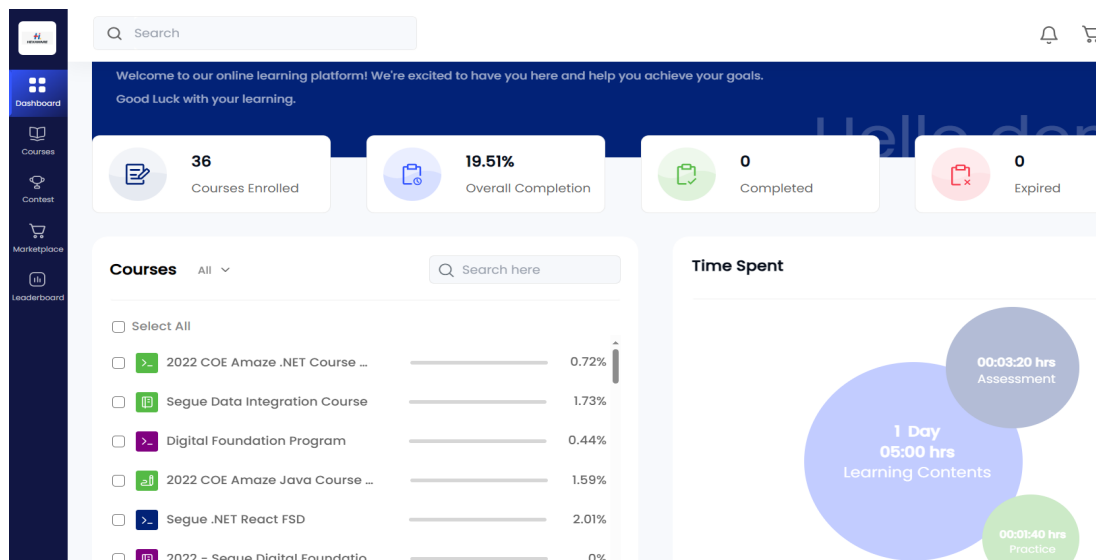 Search
Welcome to our online learning platform! We're excited to have you here and help you achieve your goals.
Good Luck with your learning.
Hello
Dashboard
Courses
Contest
Marketplace
Leaderboard
36
Courses Enrolled
19.51%
Overall Completion
0
Completed
0
Expired
Courses All
Search here
Select All
2022 COE Amaze .NET Course ... 0.72%
Segue Data Integration Course 1.73%
Digital Foundation Program 0.44%
2022 COE Amaze Java Course ... 1.59%
Segue .NET React FSD 2.01%
2022 - Segue Digital Foundatio 0%
Time Spent
00:03:20 hrs
Assessment
1 Day
05:00 hrs
Learning Contents
00:01:40 hrs
Practice